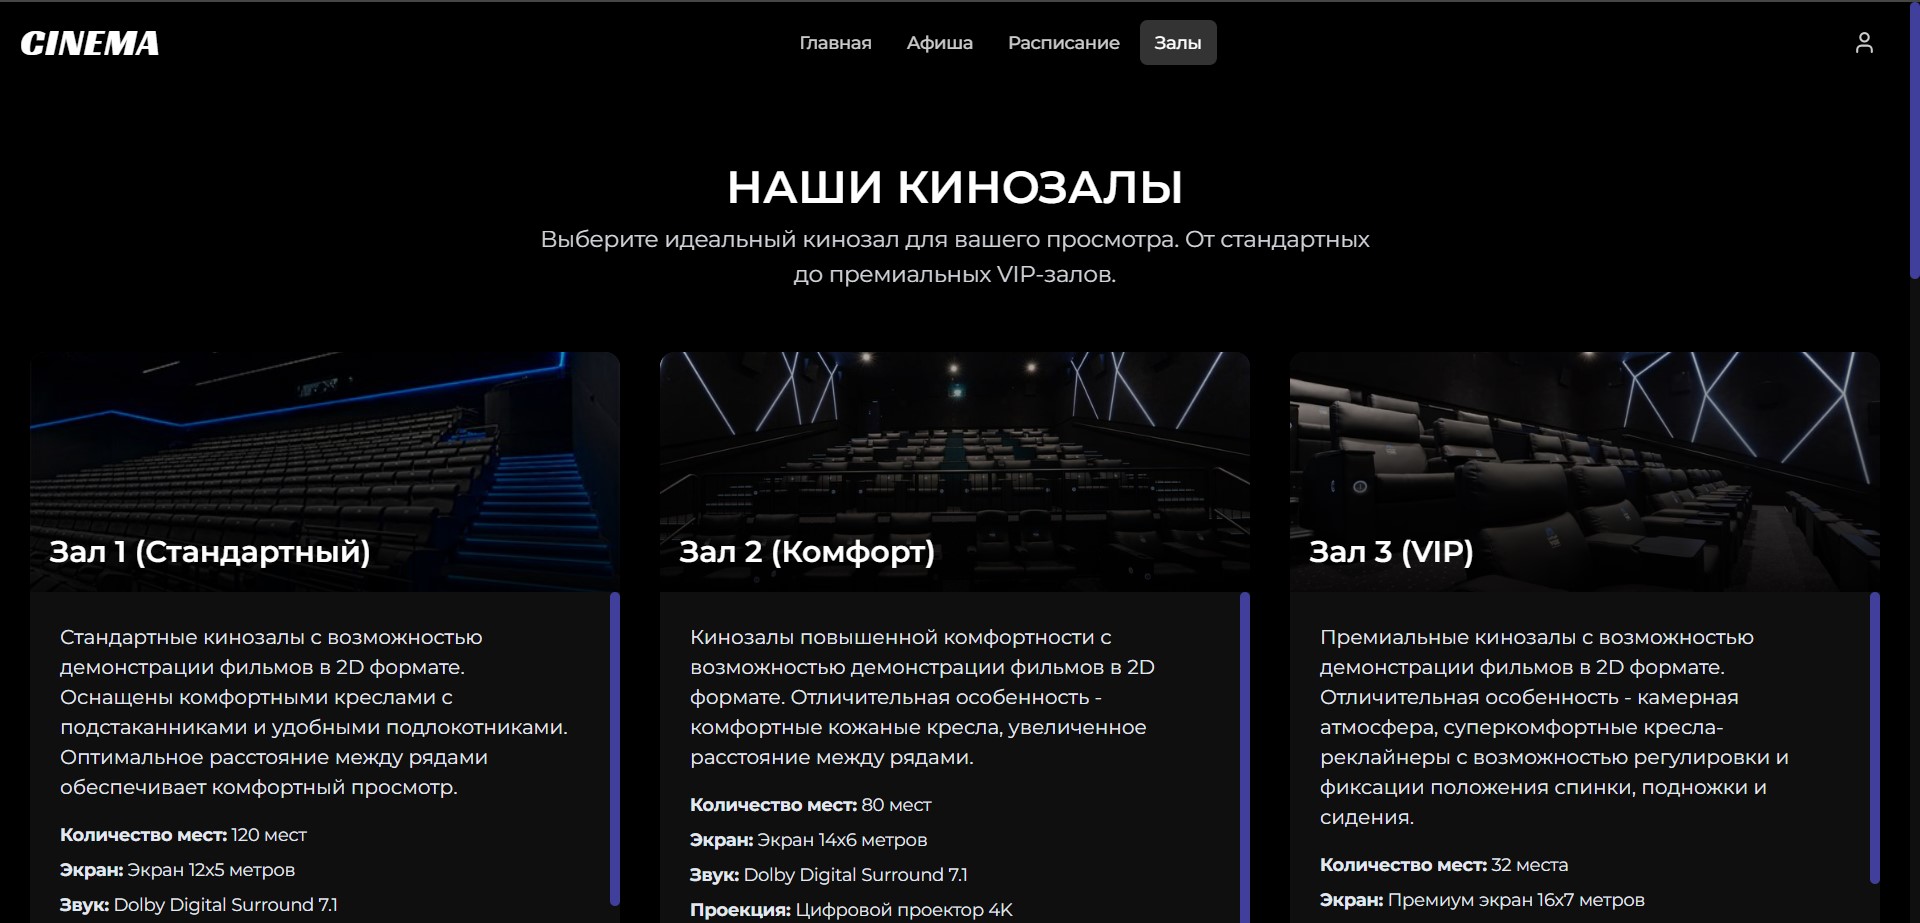 CINEMA
Главная
Афиша
Расписание
Залы
НАШИ КИНОЗАЛЫ
Выберите идеальный кинозал для вашего просмотра. От стандартных
до премиальных VIP-залов.
Зал 1 (Стандартный)
Стандартные кинозалы с возможностью
демонстрации фильмов в 2D формате.
Оснащены комфортными креслами с
подстаканниками и удобными подлокотниками.
Оптимальное расстояние между рядами
обеспечивает комфортный просмотр.
Количество мест: 120 мест
Экран: Экран 12x5 метров
Звук: Dolby Digital Surround 7.1
Зал 2 (Комфорт)
Кинозалы повышенной комфортности с
возможностью демонстрации фильмов в 2D
формате. Отличительная особенность -
комфортные кожаные кресла, увеличенное
расстояние между рядами.
Количество мест: 80 мест
Экран: Экран 14x6 метров
Звук: Dolby Digital Surround 7.1
Проекция: Цифровой проектор 4K
Зал 3 (VIP)
Премиальные кинозалы с возможностью
демонстрации фильмов в 2D формате.
Отличительная особенность - камерная
атмосфера, суперкомфортные кресла-
реклайнеры с возможностью регулировки и
фиксации положения спинки, подножки и
сидения.
Количество мест: 32 места
Экран: Премиум экран 16x7 метров